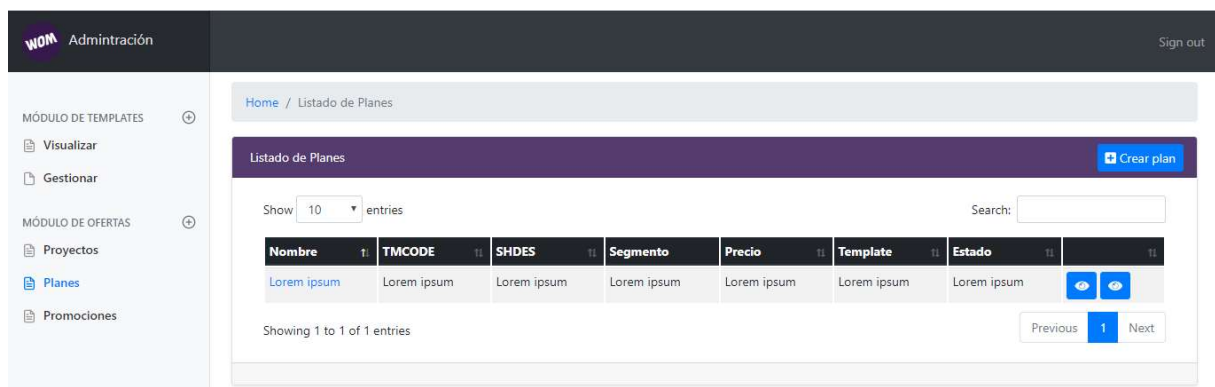 WOM Admintración
Sign out
MÓDULO DE TEMPLATES
Visualizar
Gestionar
MÓDULO DE OFERTAS
Proyectos
Planes
Promociones
Home / Listado de Planes
Listado de Planes
Crear plan
Show 10 entries
Search:
Nombre TMCODE SHDES Segmento Precio Template Estado
Lorem ipsum Lorem ipsum Lorem ipsum Lorem ipsum Lorem ipsum Lorem ipsum Lorem ipsum
Showing 1 to 1 of 1 entries
Previous 1 Next